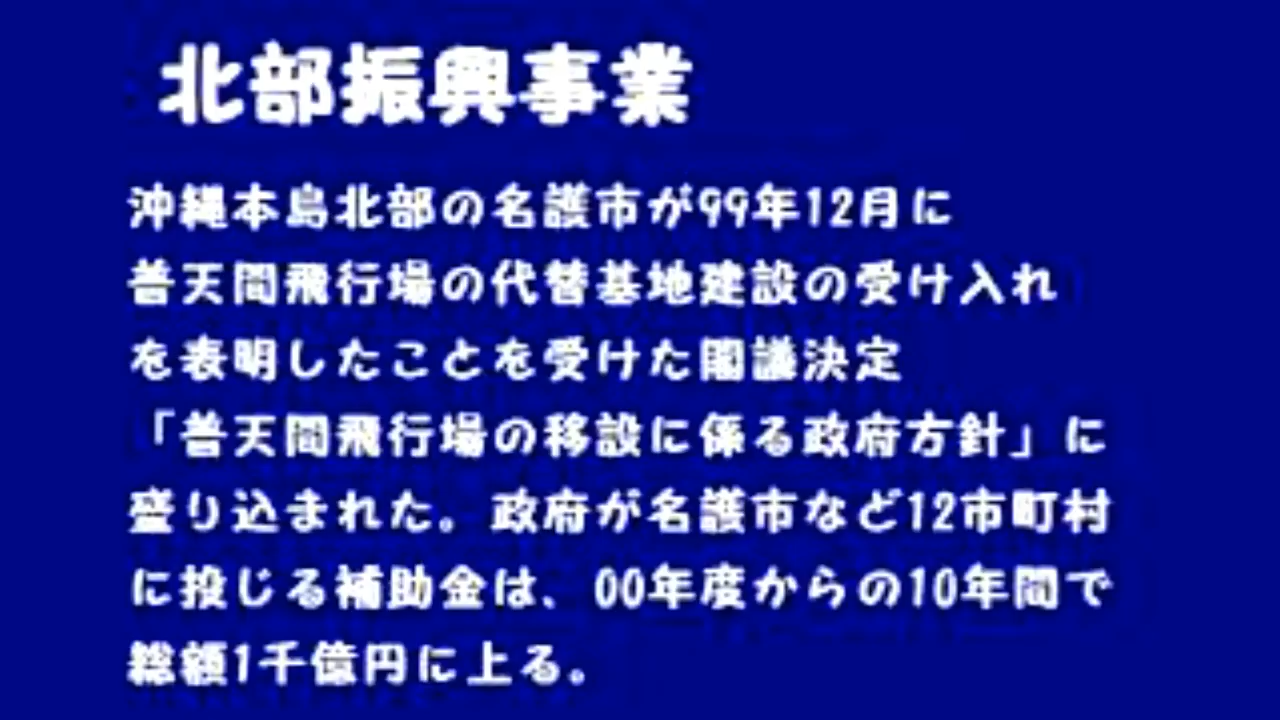 北部振興事業
沖縄本島北部の名護市が99年12月に
普天間飛行場の代替基地建設の受け入れ
を表明したことを受けた閣議決定
「普天間飛行場の移設に係る政府方針」に
盛り込まれた。政府が名護市など12市町村
に投じる補助金は、00年度からの10年間で
総額1千億円に上る。